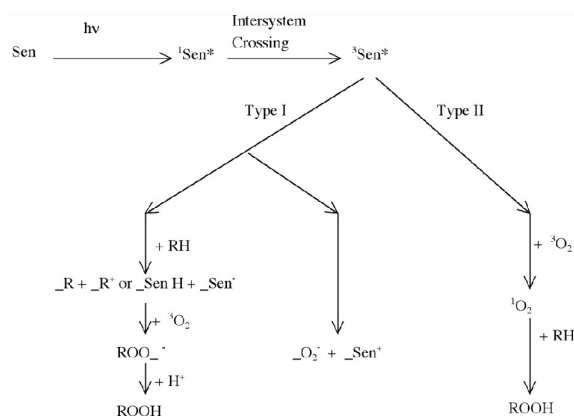 Sen
hν
¹Sen*
Intersystem
Crossing
³Sen*
Type I
Type II
+ RH
_R + _R⁺ or _Sen H + _Sen⁻
+ ³O₂
ROO_ ⁻
+ H⁺
ROOH
_O₂⁻ + _Sen⁺
+ ³O₂
¹O₂
+ RH
ROOH